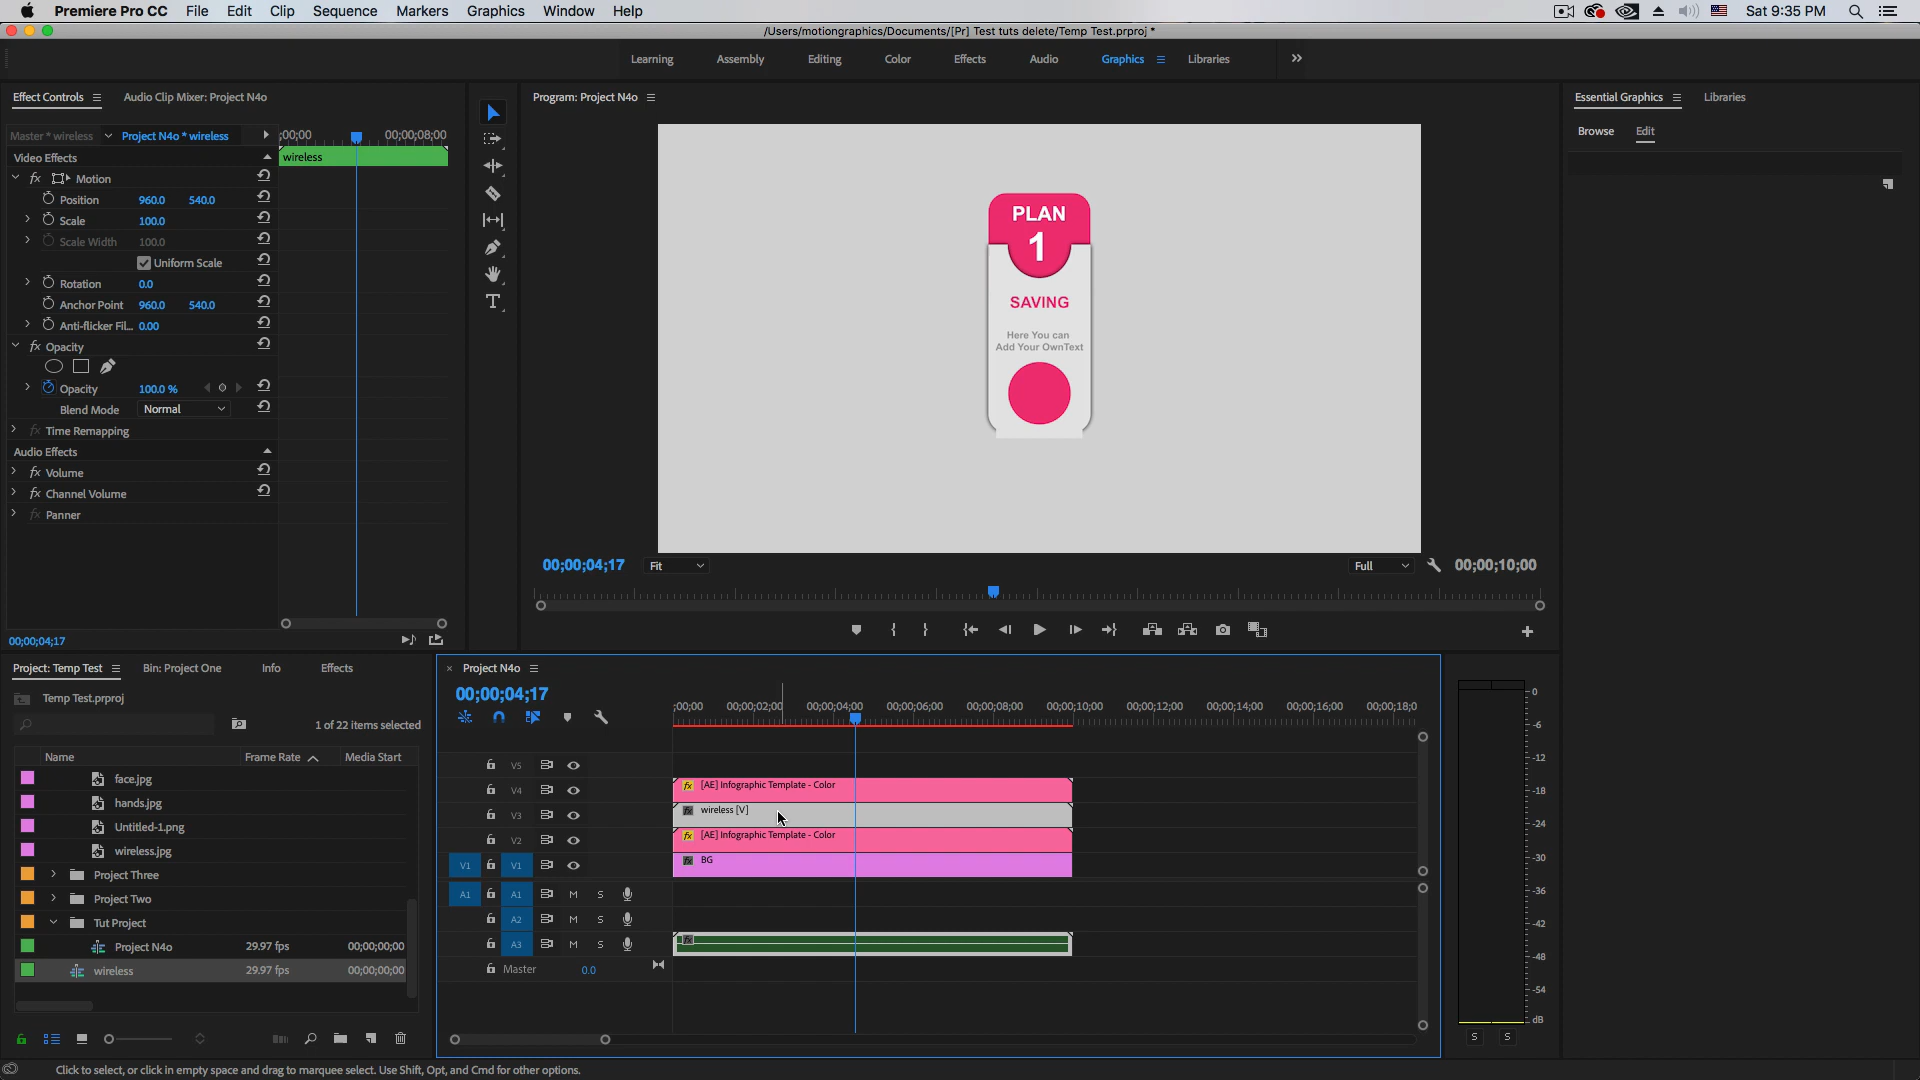 Premiere Pro CC File Edit Clip Sequence Markers Graphics Window Help Sat 9:35 PM
/Users/motiongraphics/Documents/[Pr] Test tuts delete/Temp Test.prproj *
Learning Assembly Editing Color Effects Audio Graphics Libraries
Effect Controls Audio Clip Mixer: Project N4o
Program: Project N4o
Essential Graphics Libraries
Browse Edit
Master * wireless Project N4o * wireless ;00;00 00;00;08;00
Video Effects wireless
fx Motion
Position 960.0 540.0
Scale 100.0
Scale Width 100.0
Uniform Scale
Rotation 0.0
Anchor Point 960.0 540.0
Anti-flicker Fil... 0.00
fx Opacity
Opacity 100.0 %
Blend Mode Normal
fx Time Remapping
Audio Effects
fx Volume
fx Channel Volume
fx Panner
00;00;04;17
PLAN
1
SAVING
Here You can
Add Your OwnText
00;00;04;17 Fit Full 00;00;10;00
Project: Temp Test Bin: Project One Info Effects
Temp Test.prproj
1 of 22 items selected
Name Frame Rate Media Start
face.jpg
hands.jpg
Untitled-1.png
wireless.jpg
Project Three
Project Two
Tut Project
Project N4o 29.97 fps 00;00;00;00
wireless 29.97 fps 00;00;00;00
Project N4o
00;00;04;17
;00;00 00;00;02;00 00;00;04;00 00;00;06;00 00;00;08;00 00;00;10;00 00;00;12;00 00;00;14;00 00;00;16;00 00;00;18;0
V5
V4 fx [AE] Infographic Template - Color
V3 fx wireless [V]
V2 fx [AE] Infographic Template - Color
V1 V1 fx BG
A1 A1 M S
A2 M S
A3 M S fx
Master 0.0
0
-6
-12
-18
-24
-30
-36
-42
-48
-54
dB
S S
Click to select, or click in empty space and drag to marquee select. Use Shift, Opt, and Cmd for other options.